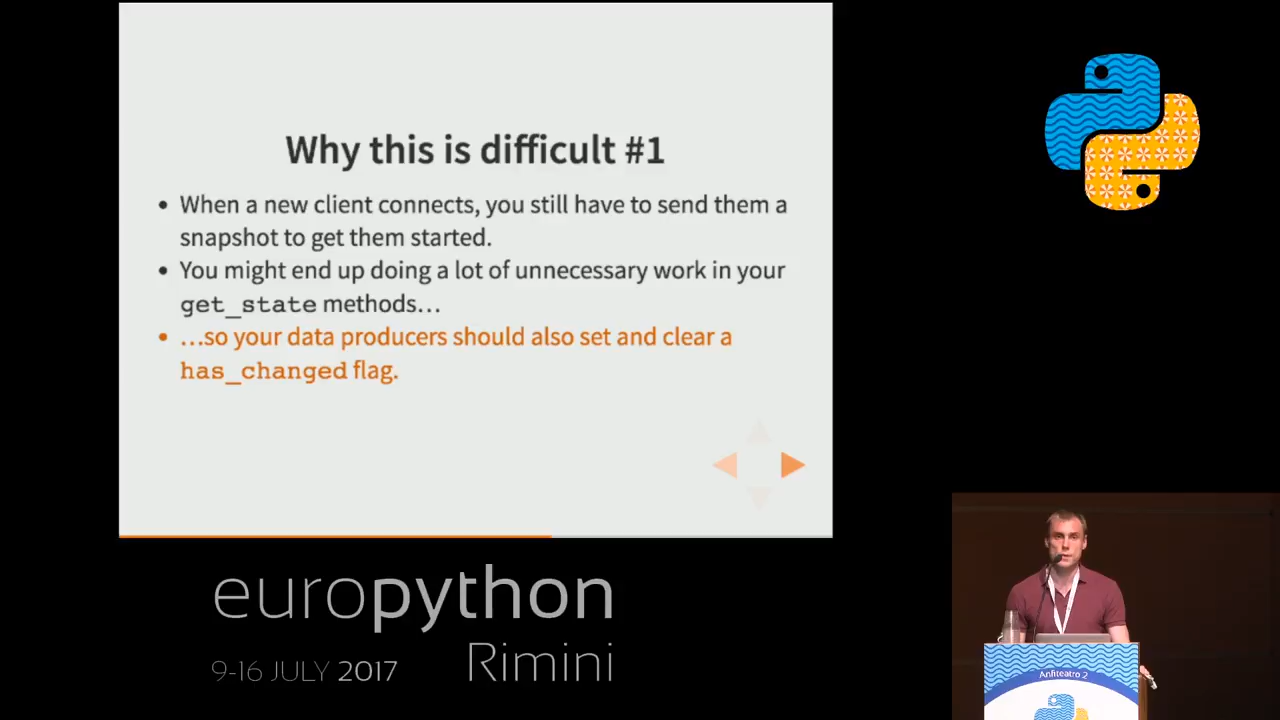 Why this is difficult #1
• When a new client connects, you still have to send them a
snapshot to get them started.
• You might end up doing a lot of unnecessary work in your
get_state methods…
• …so your data producers should also set and clear a
has_changed flag.
europython
9-16 JULY 2017 Rimini
Anfiteatro 2